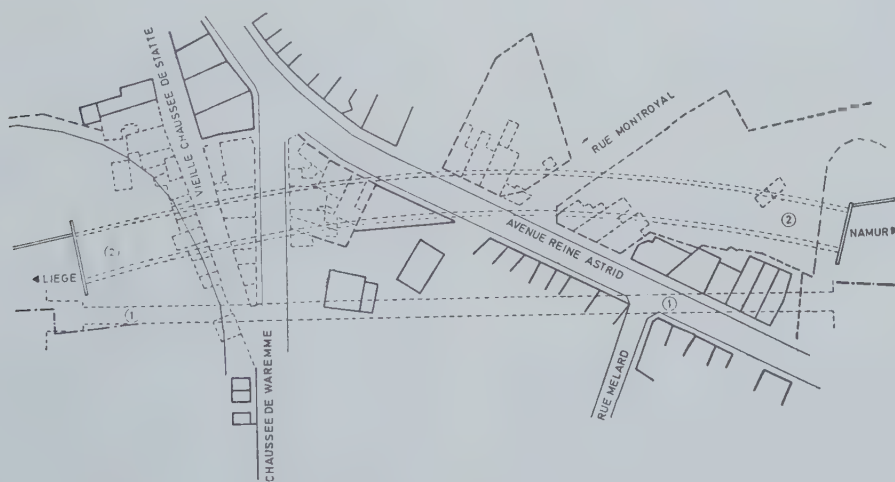 VIEILLE CHAUSSEE DE STATTE
RUE MONTROYAL
AVENUE REINE ASTRID
2
NAMUR
2
LIEGE
1
1
CHAUSSEE DE WAREMME
RUE MELARD